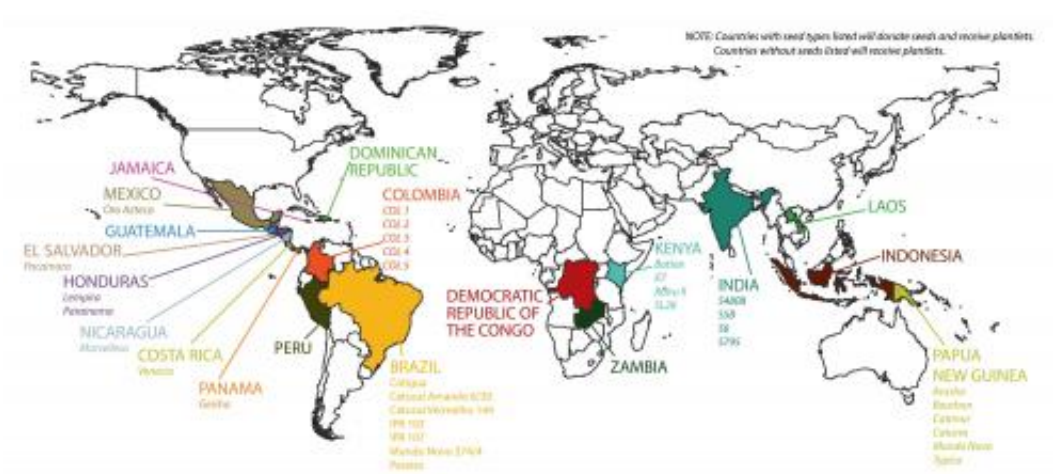 NOTE: Countries with seed types listed will donate seeds and receive plantlets.
Countries without seeds listed will receive plantlets.
JAMAICA
MEXICO
Oro Azteca
GUATEMALA
EL SALVADOR
Pacamara
HONDURAS
Lempira
Parainema
NICARAGUA
Marsellesa
COSTA RICA
Venecia
PANAMA
Geisha
DOMINICAN
REPUBLIC
COLOMBIA
COL 1
COL 2
COL 3
COL 4
COL 5
PERU
BRAZIL
Catigua
Catucai Amarelo
Catucai Vermelho
IPR 103
IPR 107
Mundo Novo
Paraiso
DEMOCRATIC
REPUBLIC OF
THE CONGO
KENYA
Batian
K7
Ruiru 11
SL28
ZAMBIA
INDIA
S4808
S5B
S6
S795
LAOS
INDONESIA
PAPUA
NEW GUINEA
Arusha
Bourbon
Catimor
Caturra
Mundo Novo
Typica